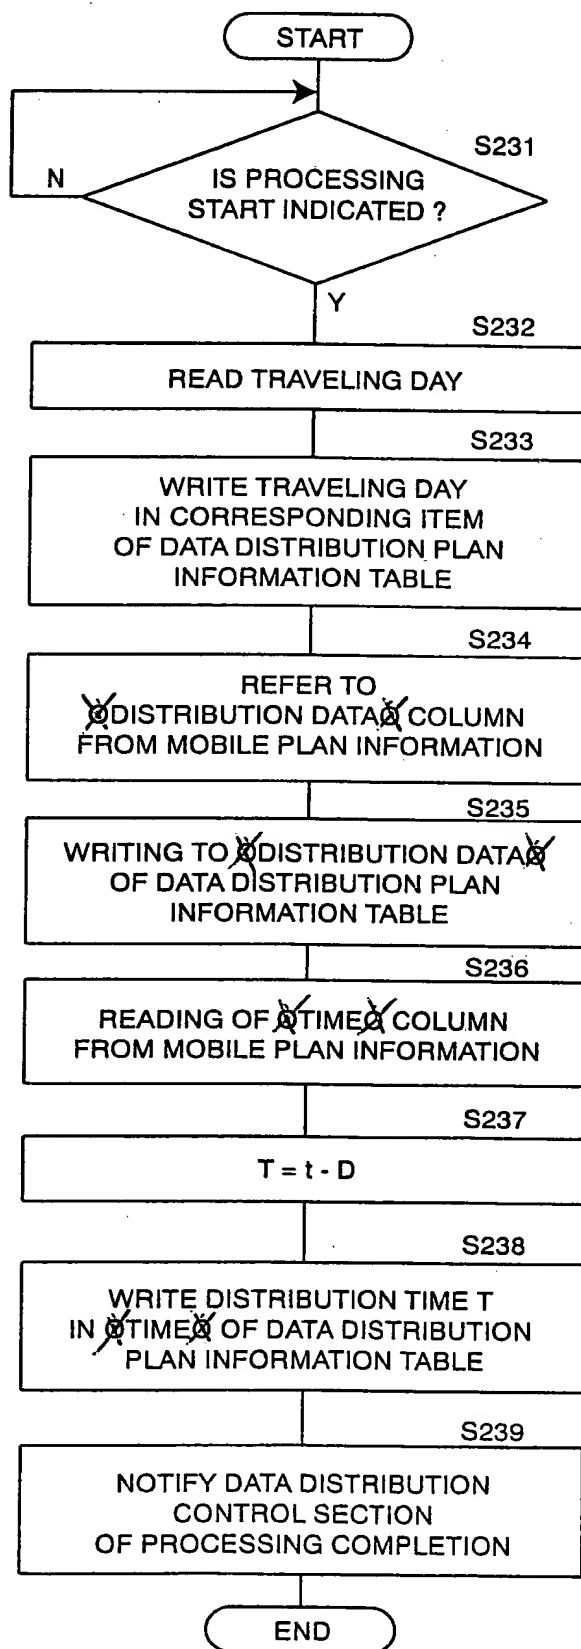 START
S231
N
IS PROCESSING
START INDICATED ?
Y
S232
READ TRAVELING DAY
S233
WRITE TRAVELING DAY
IN CORRESPONDING ITEM
OF DATA DISTRIBUTION PLAN
INFORMATION TABLE
S234
REFER TO
DISTRIBUTION DATA COLUMN
FROM MOBILE PLAN INFORMATION
S235
WRITING TO DISTRIBUTION DATA
OF DATA DISTRIBUTION PLAN
INFORMATION TABLE
S236
READING OF TIME COLUMN
FROM MOBILE PLAN INFORMATION
S237
T = t - D
S238
WRITE DISTRIBUTION TIME T
IN TIME OF DATA DISTRIBUTION
PLAN INFORMATION TABLE
S239
NOTIFY DATA DISTRIBUTION
CONTROL SECTION
OF PROCESSING COMPLETION
END